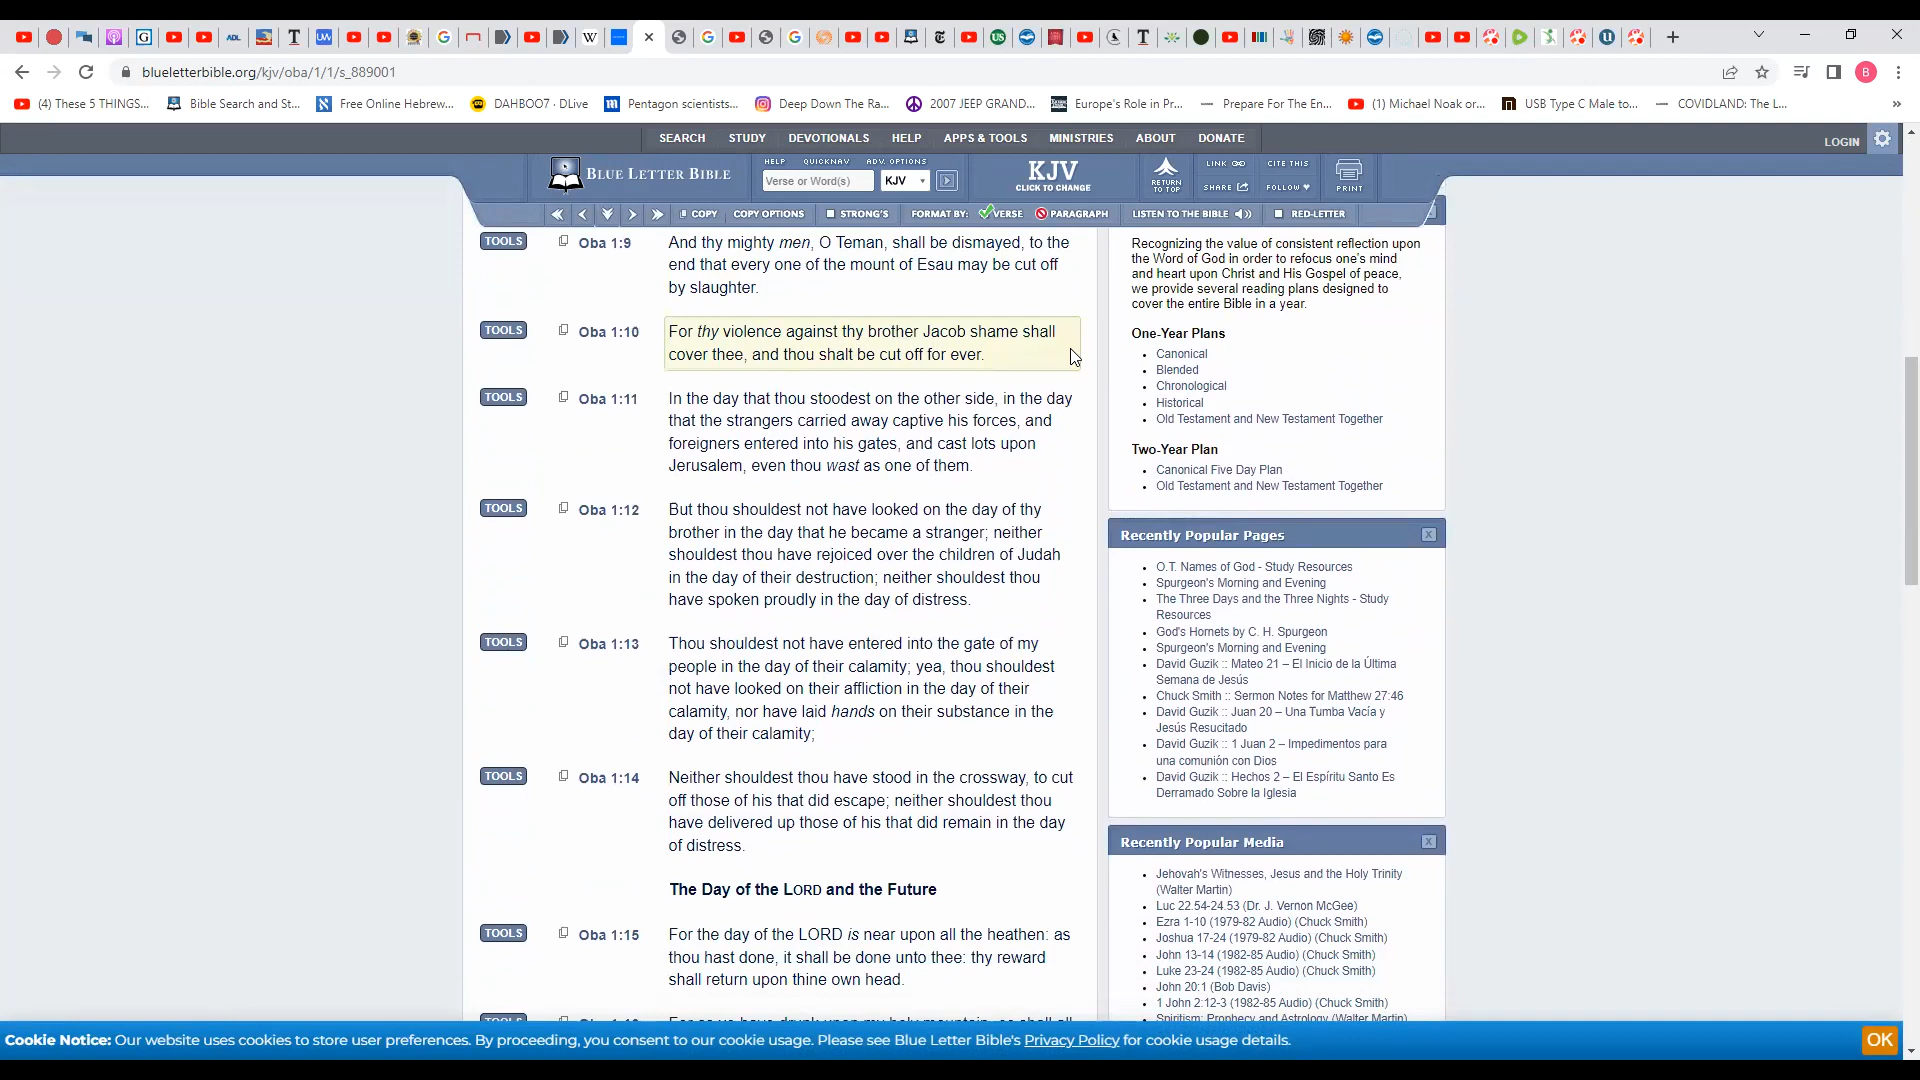 blueletterbible.org/kjv/oba/1/1/s_889001
B
(4) These 5 THINGS...
Bible Search and St...
Free Online Hebrew...
DAHBOO7 · DLive
Pentagon scientists...
Deep Down The Ra...
2007 JEEP GRAND...
Europe's Role in Pr...
Prepare For The En...
(1) Michael Noak or...
USB Type C Male to...
COVIDLAND: The L...
SEARCH
STUDY
DEVOTIONALS
HELP
APPS & TOOLS
MINISTRIES
ABOUT
DONATE
LOGIN
BLUE LETTER BIBLE
HELP
QUICKNAV
ADV. OPTIONS
Verse or Word(s)
KJV
KJV
CLICK TO CHANGE
RETURN
TO TOP
LINK
CITE THIS
SHARE
FOLLOW
PRINT
COPY
COPY OPTIONS
STRONG'S
FORMAT BY:
VERSE
PARAGRAPH
LISTEN TO THE BIBLE
RED-LETTER
TOOLS
Oba 1:9
And thy mighty men, O Teman, shall be dismayed, to the
end that every one of the mount of Esau may be cut off
by slaughter.
TOOLS
Oba 1:10
For thy violence against thy brother Jacob shame shall
cover thee, and thou shalt be cut off for ever.
TOOLS
Oba 1:11
In the day that thou stoodest on the other side, in the day
that the strangers carried away captive his forces, and
foreigners entered into his gates, and cast lots upon
Jerusalem, even thou wast as one of them.
TOOLS
Oba 1:12
But thou shouldest not have looked on the day of thy
brother in the day that he became a stranger; neither
shouldest thou have rejoiced over the children of Judah
in the day of their destruction; neither shouldest thou
have spoken proudly in the day of distress.
TOOLS
Oba 1:13
Thou shouldest not have entered into the gate of my
people in the day of their calamity; yea, thou shouldest
not have looked on their affliction in the day of their
calamity, nor have laid hands on their substance in the
day of their calamity;
TOOLS
Oba 1:14
Neither shouldest thou have stood in the crossway, to cut
off those of his that did escape; neither shouldest thou
have delivered up those of his that did remain in the day
of distress.
The Day of the LORD and the Future
TOOLS
Oba 1:15
For the day of the LORD is near upon all the heathen: as
thou hast done, it shall be done unto thee: thy reward
shall return upon thine own head.
Recognizing the value of consistent reflection upon
the Word of God in order to refocus one's mind
and heart upon Christ and His Gospel of peace,
we provide several reading plans designed to
cover the entire Bible in a year.
One-Year Plans
Canonical
Blended
Chronological
Historical
Old Testament and New Testament Together
Two-Year Plan
Canonical Five Day Plan
Old Testament and New Testament Together
Recently Popular Pages
O.T. Names of God - Study Resources
Spurgeon's Morning and Evening
The Three Days and the Three Nights - Study
Resources
God's Hornets by C. H. Spurgeon
Spurgeon's Morning and Evening
David Guzik :: Mateo 21 – El Inicio de la Última
Semana de Jesús
Chuck Smith :: Sermon Notes for Matthew 27:46
David Guzik :: Juan 20 – Una Tumba Vacía y
Jesús Resucitado
David Guzik :: 1 Juan 2 – Impedimentos para
una comunión con Dios
David Guzik :: Hechos 2 – El Espíritu Santo Es
Derramado Sobre la Iglesia
Recently Popular Media
Jehovah's Witnesses, Jesus and the Holy Trinity
(Walter Martin)
Luc 22.54-24.53 (Dr. J. Vernon McGee)
Ezra 1-10 (1979-82 Audio) (Chuck Smith)
Joshua 17-24 (1979-82 Audio) (Chuck Smith)
John 13-14 (1982-85 Audio) (Chuck Smith)
Luke 23-24 (1982-85 Audio) (Chuck Smith)
John 20:1 (Bob Davis)
1 John 2:12-3 (1982-85 Audio) (Chuck Smith)
Spiritism: Prophecy and Astrology (Walter Martin)
Cookie Notice: Our website uses cookies to store user preferences. By proceeding, you consent to our cookie usage. Please see Blue Letter Bible's Privacy Policy for cookie usage details.
OK